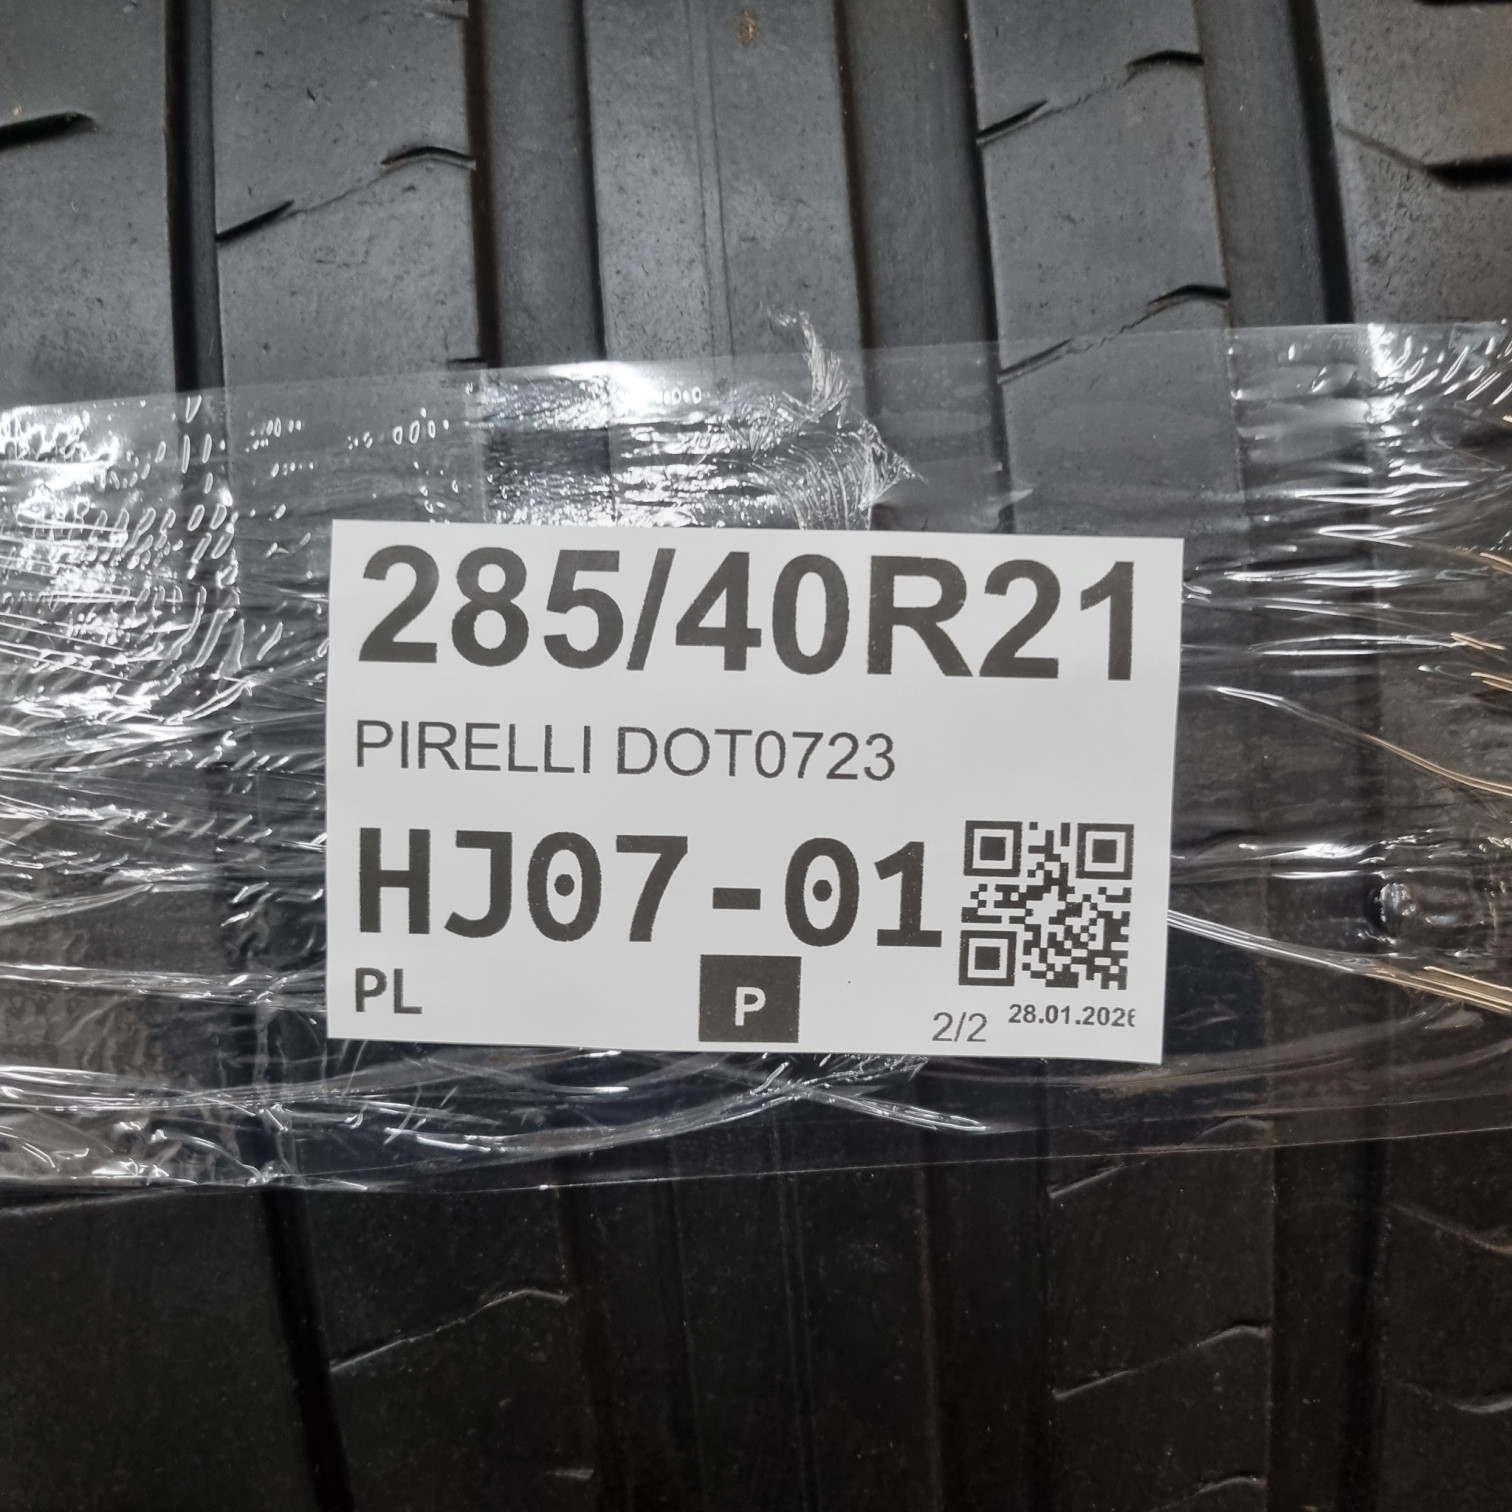 285/40R21
PIRELLI DOT0723
HJ07-01
PL
P
2/2
28.01.2026